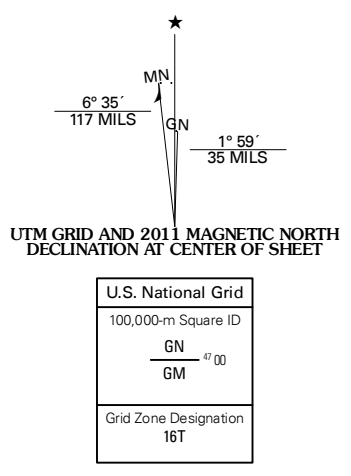 ★
MN
6° 35´
117 MILS
GN
1° 59´
35 MILS
UTM GRID AND 2011 MAGNETIC NORTH
DECLINATION AT CENTER OF SHEET
U.S. National Grid
100,000-m Square ID
GN
47 00
GM
Grid Zone Designation
16T